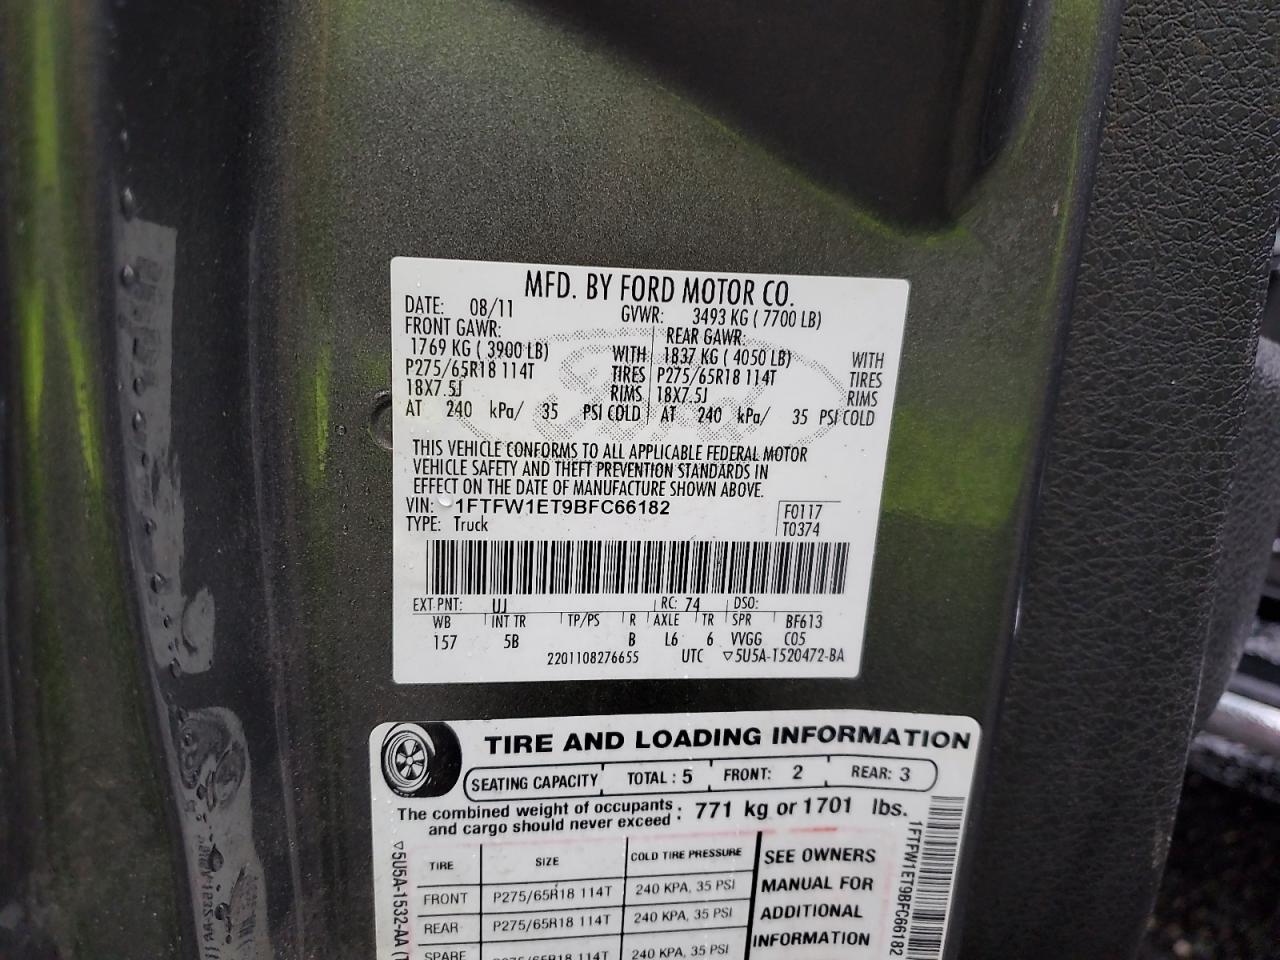 MFD. BY FORD MOTOR CO.
DATE: 08/11 GVWR: 3493 KG ( 7700 LB)
FRONT GAWR: REAR GAWR:
1769 KG ( 3900 LB) WITH 1837 KG ( 4050 LB) WITH
P275/65R18 114T TIRES P275/65R18 114T TIRES
18X7.5J RIMS 18X7.5J RIMS
AT 240 kPa/ 35 PSI COLD AT 240 kPa/ 35 PSI COLD
THIS VEHICLE CONFORMS TO ALL APPLICABLE FEDERAL MOTOR
VEHICLE SAFETY AND THEFT PREVENTION STANDARDS IN
EFFECT ON THE DATE OF MANUFACTURE SHOWN ABOVE.
VIN: 1FTFW1ET9BFC66182 F0117
TYPE: Truck T0374
EXT PNT: UJ RC: 74 DSO:
WB INT TR TP/PS R AXLE TR SPR BF613
157 5B B L6 6 VVGG C05
2201108276655 UTC ▽5U5A-1520472-BA
TIRE AND LOADING INFORMATION
SEATING CAPACITY TOTAL : 5 FRONT: 2 REAR: 3
The combined weight of occupants : 771 kg or 1701 lbs.
and cargo should never exceed
TIRE SIZE COLD TIRE PRESSURE
FRONT P275/65R18 114T 240 KPA, 35 PSI
REAR P275/65R18 114T 240 KPA, 35 PSI
SPARE P275/65R18 114T 240 KPA, 35 PSI
SEE OWNERS
MANUAL FOR
ADDITIONAL
INFORMATION
▽5U5A-1532-AA
1FTFW1ET9BFC66182